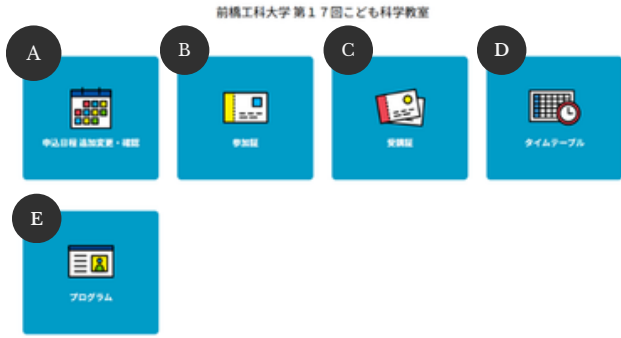 前橋工科大学 第１７回こども科学教室
A
B
C
D
申込日程 追加変更・確認
参加証
受講証
タイムテーブル
E
プログラム